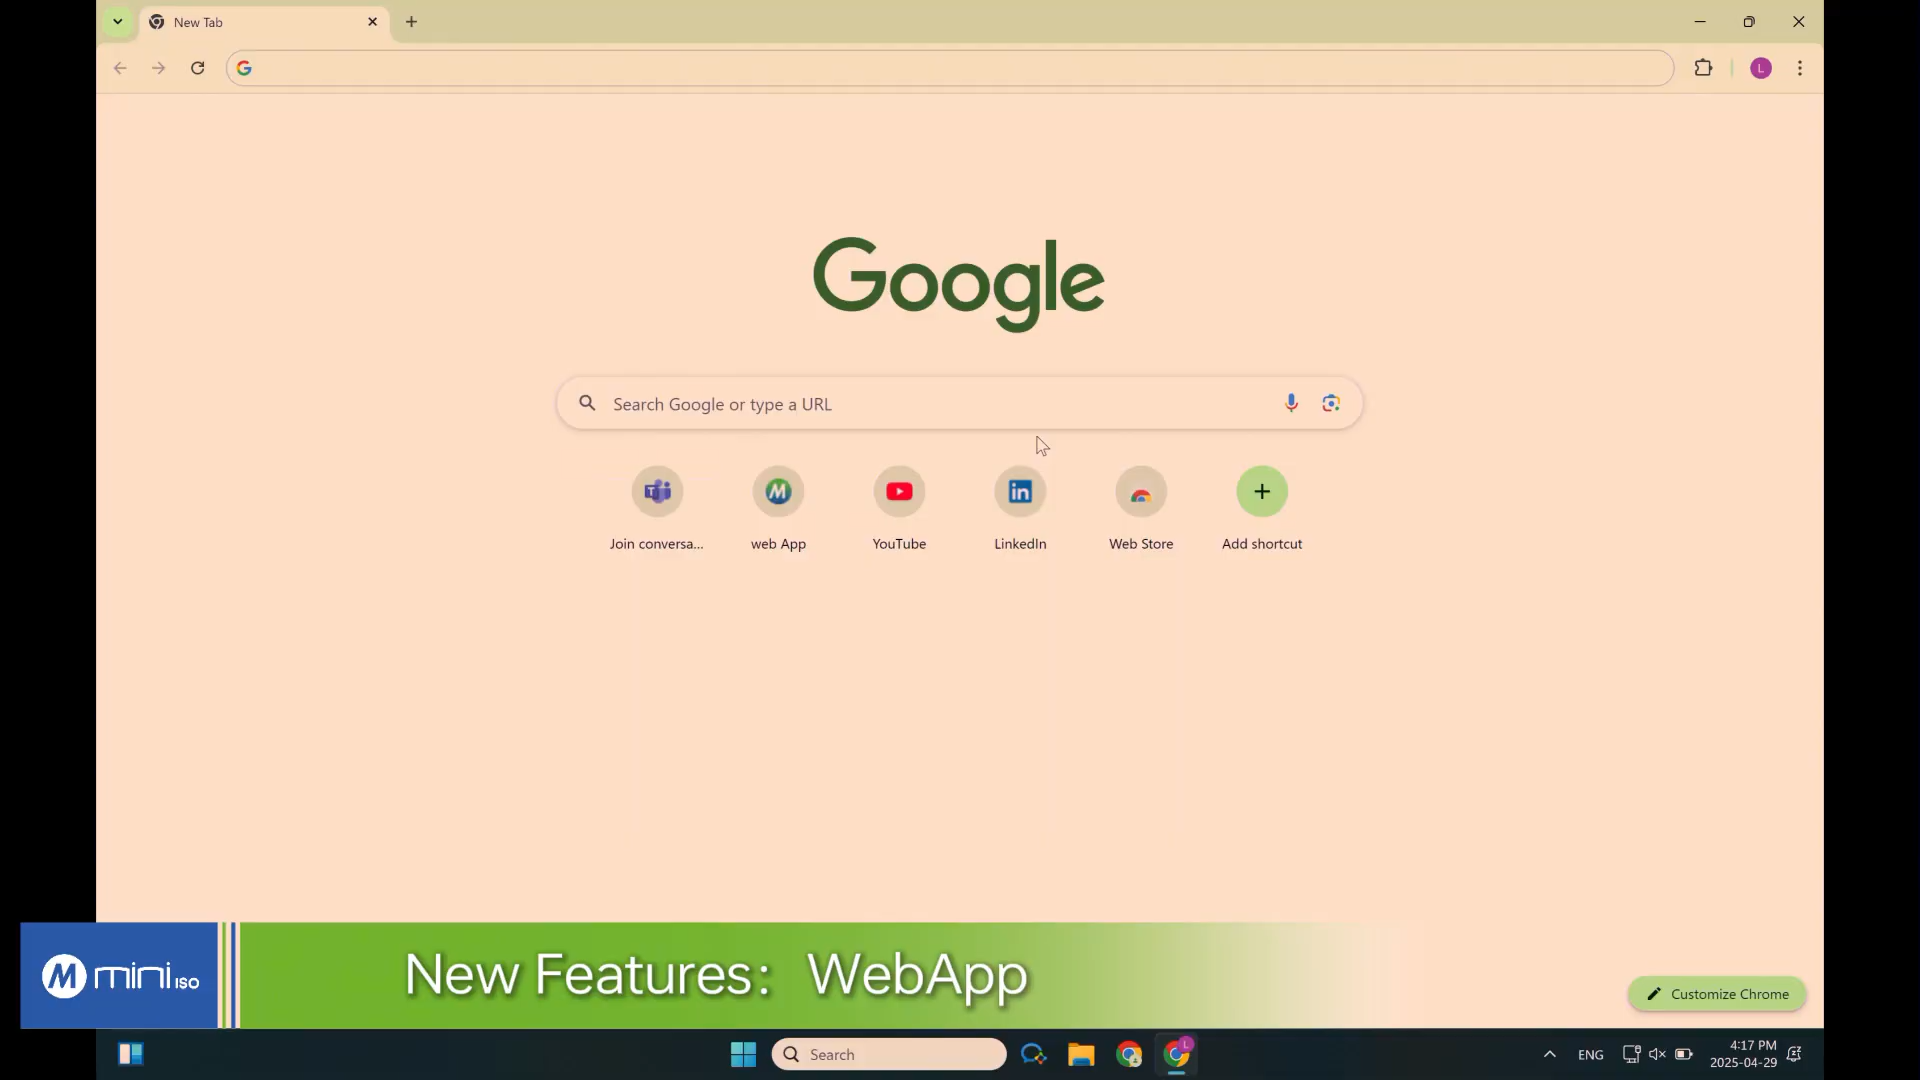 New Tab
Google
Search Google or type a URL
Join conversa...
web App
YouTube
LinkedIn
Web Store
Add shortcut
M mini iso
New Features: WebApp
Customize Chrome
Search
L
ENG
4:17 PM
2025-04-29